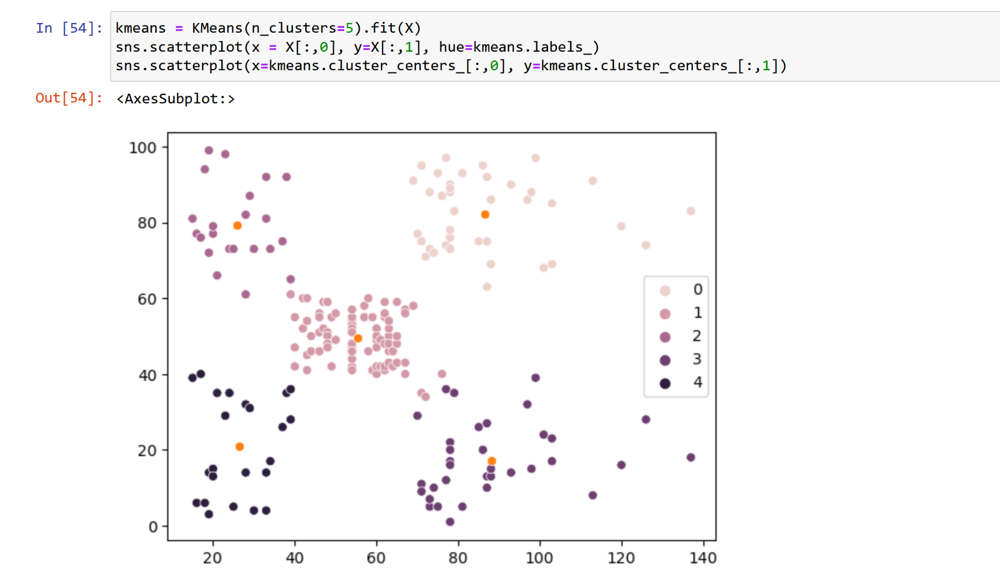 In [54]: kmeans = KMeans(n_clusters=5).fit(X)
sns.scatterplot(x = X[:,0], y=X[:,1], hue=kmeans.labels_)
sns.scatterplot(x=kmeans.cluster_centers_[:,0], y=kmeans.cluster_centers_[:,1])
Out[54]: <AxesSubplot:>
100
80
60
40
20
0
0
1
2
3
4
20 40 60 80 100 120 140